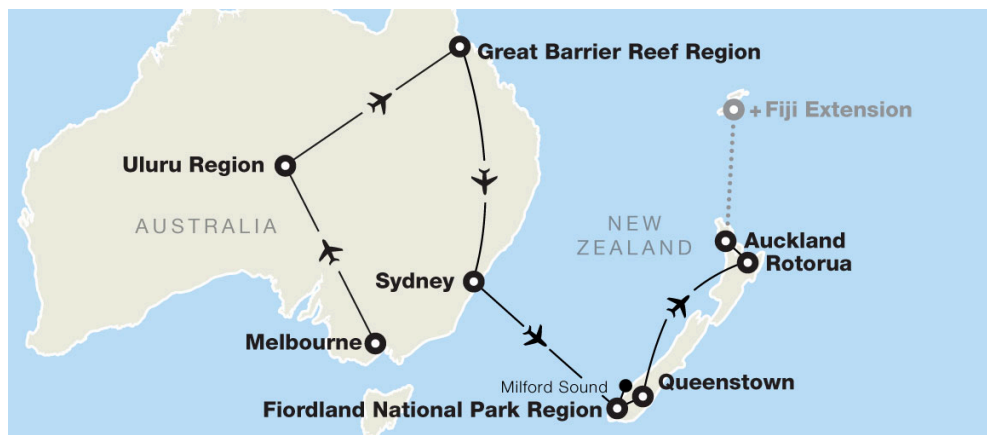 Great Barrier Reef Region
+ Fiji Extension
Uluru Region
AUSTRALIA
NEW
ZEALAND
Auckland
Rotorua
Sydney
Melbourne
Milford Sound
Queenstown
Fiordland National Park Region